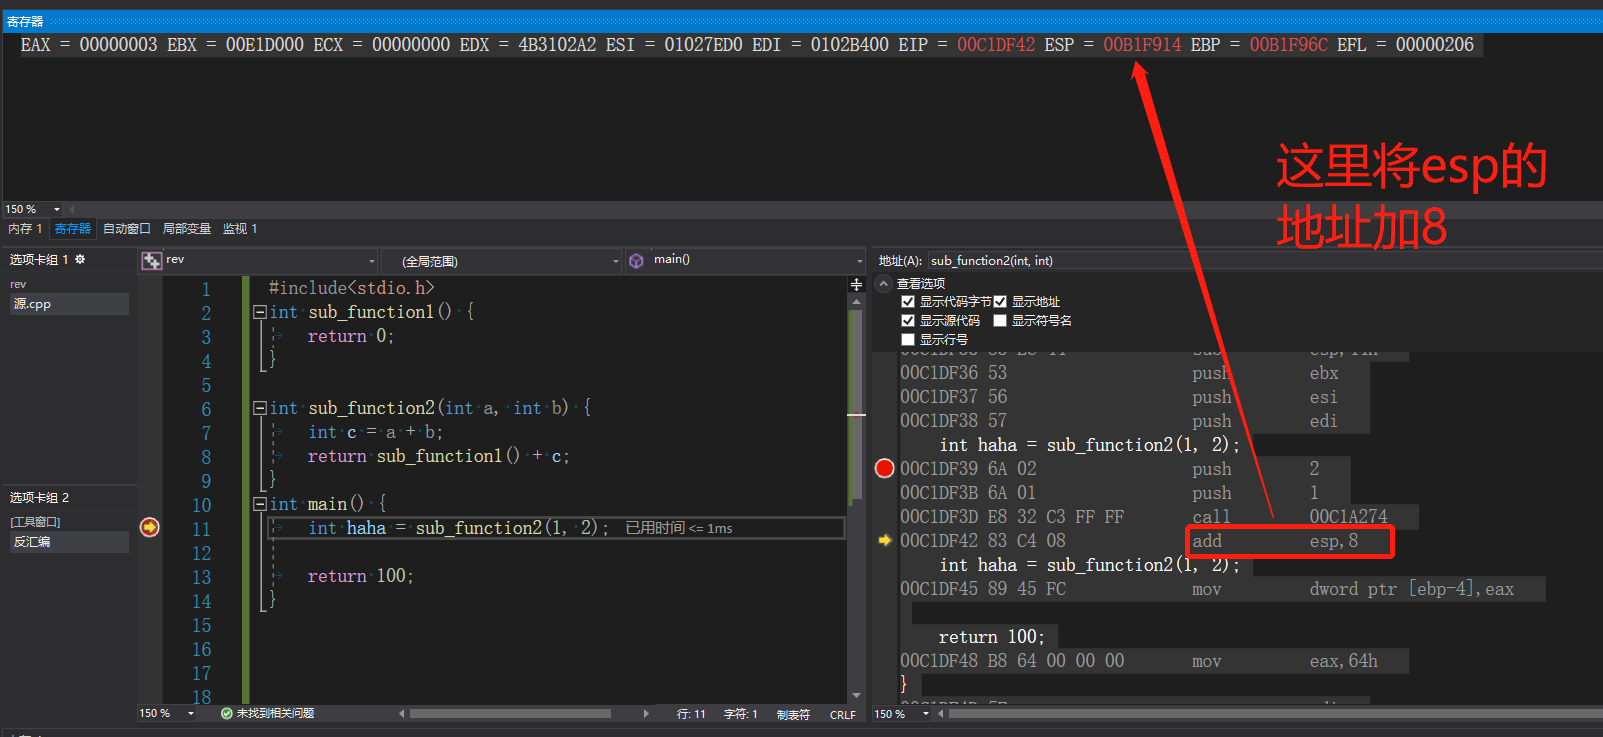 寄存器
EAX = 00000003 EBX = 00E1D000 ECX = 00000000 EDX = 4B3102A2 ESI = 01027ED0 EDI = 0102B400 EIP = 00C1DF42 ESP = 00B1F914 EBP = 00B1F96C EFL = 00000206
这里将esp的
地址加8
150 %
内存 1 寄存器 自动窗口 局部变量 监视 1
选项卡组 1
rev
源.cpp
选项卡组 2
[工具窗口]
反汇编
rev (全局范围) main()
1 #include<stdio.h>
2 int sub_function1() {
3 return 0;
4 }
5
6 int sub_function2(int a, int b) {
7 int c = a + b;
8 return sub_function1() + c;
9 }
10 int main() {
11 int haha = sub_function2(1, 2); 已用时间 <= 1ms
12
13 return 100;
14 }
15
16
17
18
150 % 未找到相关问题 行: 11 字符: 1 制表符 CRLF
地址(A): sub_function2(int, int)
查看选项
显示代码字节 显示地址
显示源代码 显示符号名
显示行号
00C1DF36 53 push ebx
00C1DF37 56 push esi
00C1DF38 57 push edi
int haha = sub_function2(1, 2);
00C1DF39 6A 02 push 2
00C1DF3B 6A 01 push 1
00C1DF3D E8 32 C3 FF FF call 00C1A274
00C1DF42 83 C4 08 add esp,8
int haha = sub_function2(1, 2);
00C1DF45 89 45 FC mov dword ptr [ebp-4],eax
return 100;
00C1DF48 B8 64 00 00 00 mov eax,64h
}
150 %